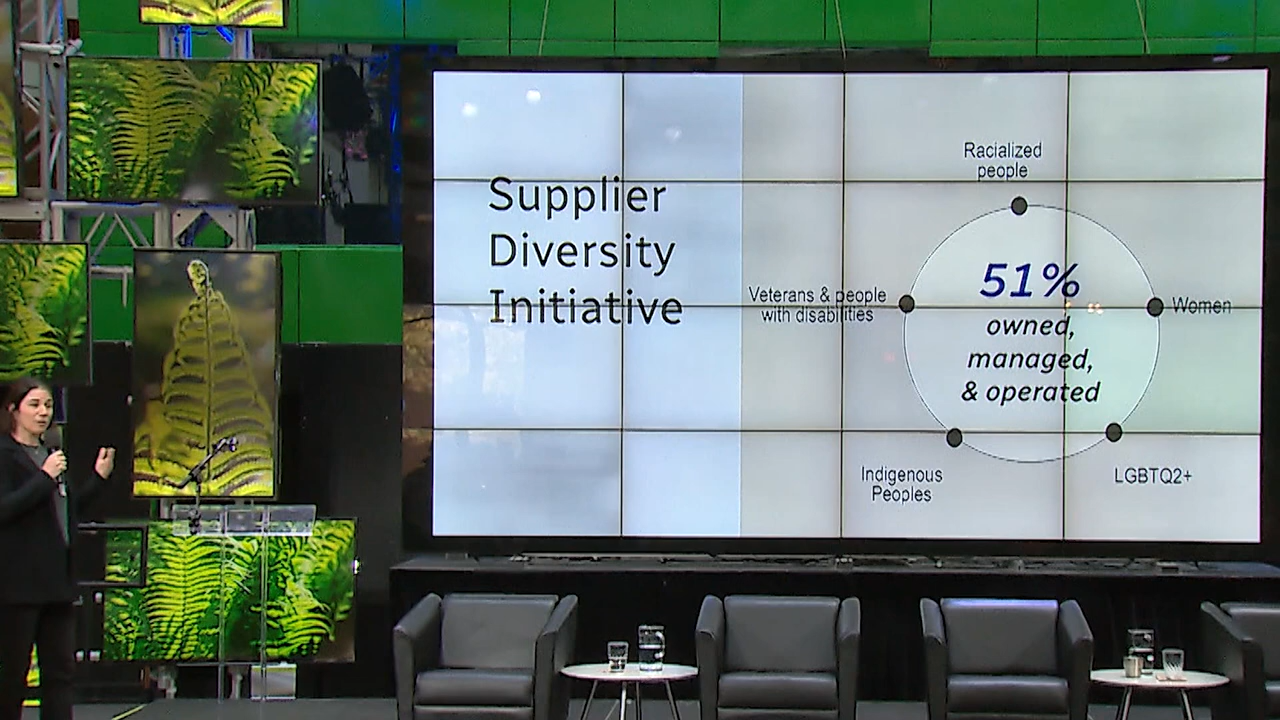 Supplier
Diversity
Initiative
Racialized
people
Veterans & people
with disabilities
51%
owned,
managed,
& operated
Women
Indigenous
Peoples
LGBTQ2+